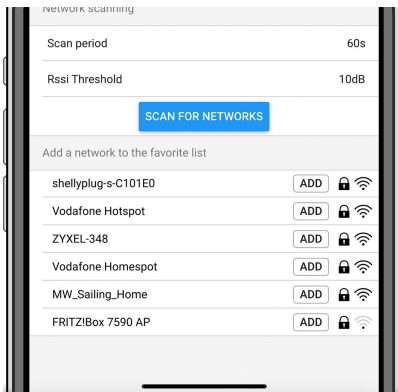 Network scanning
Scan period 60s
Rssi Threshold 10dB
SCAN FOR NETWORKS
Add a network to the favorite list
shellyplug-s-C101E0 ADD
Vodafone Hotspot ADD
ZYXEL-348 ADD
Vodafone Homespot ADD
MW_Sailing_Home ADD
FRITZ!Box 7590 AP ADD